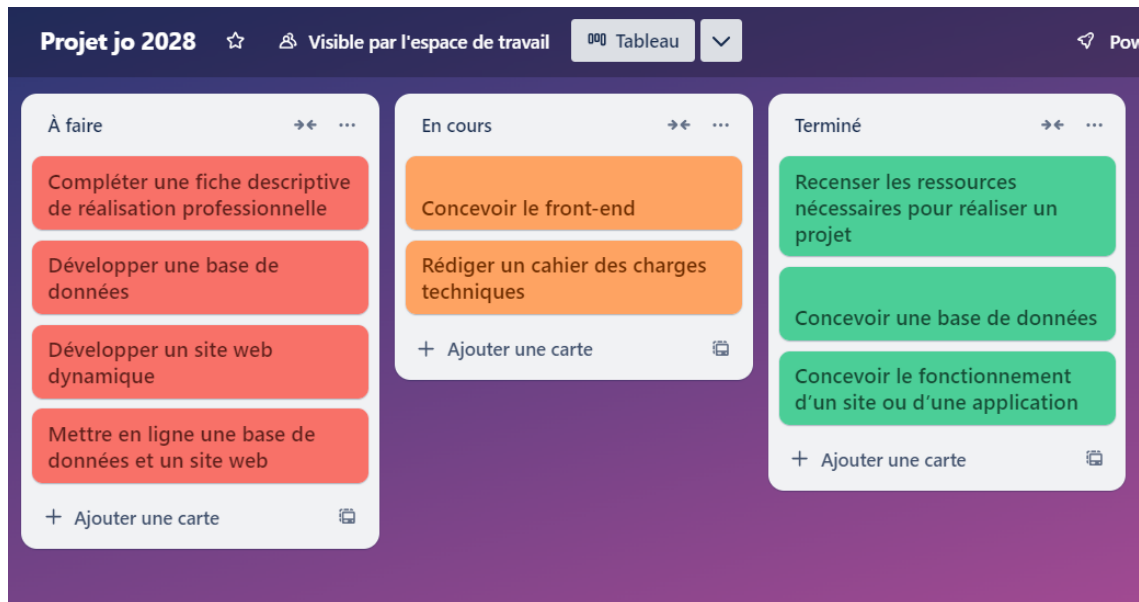 Projet jo 2028 Visible par l'espace de travail Tableau
À faire
Compléter une fiche descriptive
de réalisation professionnelle
Développer une base de
données
Développer un site web
dynamique
Mettre en ligne une base de
données et un site web
+ Ajouter une carte
En cours
Concevoir le front-end
Rédiger un cahier des charges
techniques
+ Ajouter une carte
Terminé
Recenser les ressources
nécessaires pour réaliser un
projet
Concevoir une base de données
Concevoir le fonctionnement
d’un site ou d’une application
+ Ajouter une carte